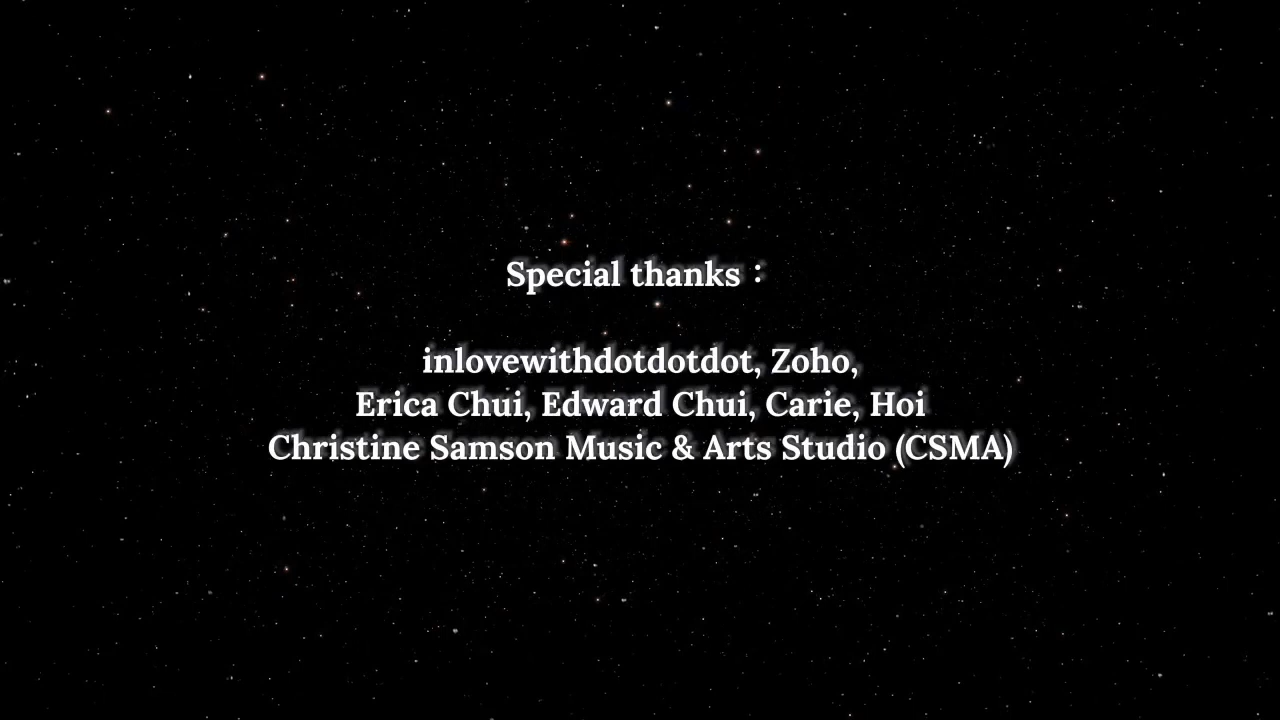 Special thanks :
inlovewithdotdotdot, Zoho,
Erica Chui, Edward Chui, Carie, Hoi
Christine Samson Music & Arts Studio (CSMA)